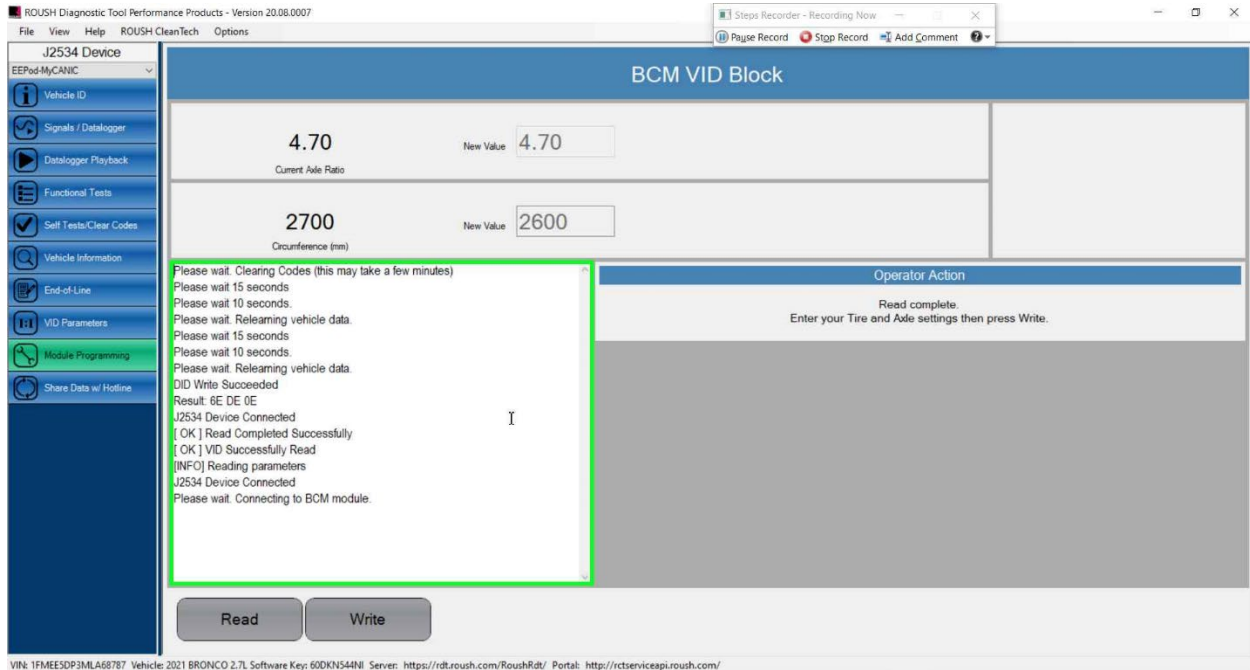 ROUSH Diagnostic Tool Performance Products - Version 20.08.0007
Steps Recorder - Recording Now
File View Help ROUSH CleanTech Options
Pause Record Stop Record Add Comment
J2534 Device
EEPod-MyCANIC
Vehicle ID
Signals / Datalogger
Datalogger Playback
Functional Tests
Self Tests/Clear Codes
Vehicle Information
End-of-Line
1:1 VID Parameters
Module Programming
Share Data w/ Hotline
BCM VID Block
4.70 New Value 4.70
Current Axle Ratio
2700 New Value 2600
Circumference (mm)
Please wait. Clearing Codes (this may take a few minutes)
Please wait 15 seconds
Please wait 10 seconds.
Please wait. Relearning vehicle data.
Please wait 15 seconds
Please wait 10 seconds.
Please wait. Relearning vehicle data.
DID Write Succeeded
Result: 6E DE 0E
J2534 Device Connected
[ OK ] Read Completed Successfully
[ OK ] VID Successfully Read
[INFO] Reading parameters
J2534 Device Connected
Please wait. Connecting to BCM module.
Operator Action
Read complete.
Enter your Tire and Axle settings then press Write.
Read Write
VIN: 1FMEE5DP3MLA68787 Vehicle: 2021 BRONCO 2.7L Software Key: 60DKN544NI Server: https://rdt.roush.com/RoushRdt/ Portal: http://rctserviceapi.roush.com/